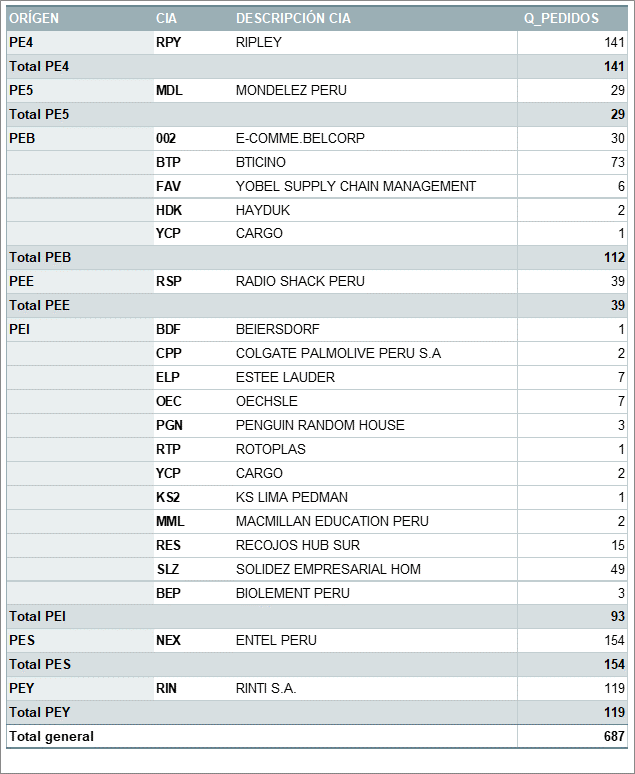 ORÍGEN CIA DESCRIPCIÓN CIA Q_PEDIDOS
PE4 RPY RIPLEY 141
Total PE4 141
PE5 MDL MONDELEZ PERU 29
Total PE5 29
PEB 002 E-COMME.BELCORP 30
BTP BTICINO 73
FAV YOBEL SUPPLY CHAIN MANAGEMENT 6
HDK HAYDUK 2
YCP CARGO 1
Total PEB 112
PEE RSP RADIO SHACK PERU 39
Total PEE 39
PEI BDF BEIERSDORF 1
CPP COLGATE PALMOLIVE PERU S.A 2
ELP ESTEE LAUDER 7
OEC OECHSLE 7
PGN PENGUIN RANDOM HOUSE 3
RTP ROTOPLAS 1
YCP CARGO 2
KS2 KS LIMA PEDMAN 1
MML MACMILLAN EDUCATION PERU 2
RES RECOJOS HUB SUR 15
SLZ SOLIDEZ EMPRESARIAL HOM 49
BEP BIOLEMENT PERU 3
Total PEI 93
PES NEX ENTEL PERU 154
Total PES 154
PEY RIN RINTI S.A. 119
Total PEY 119
Total general 687